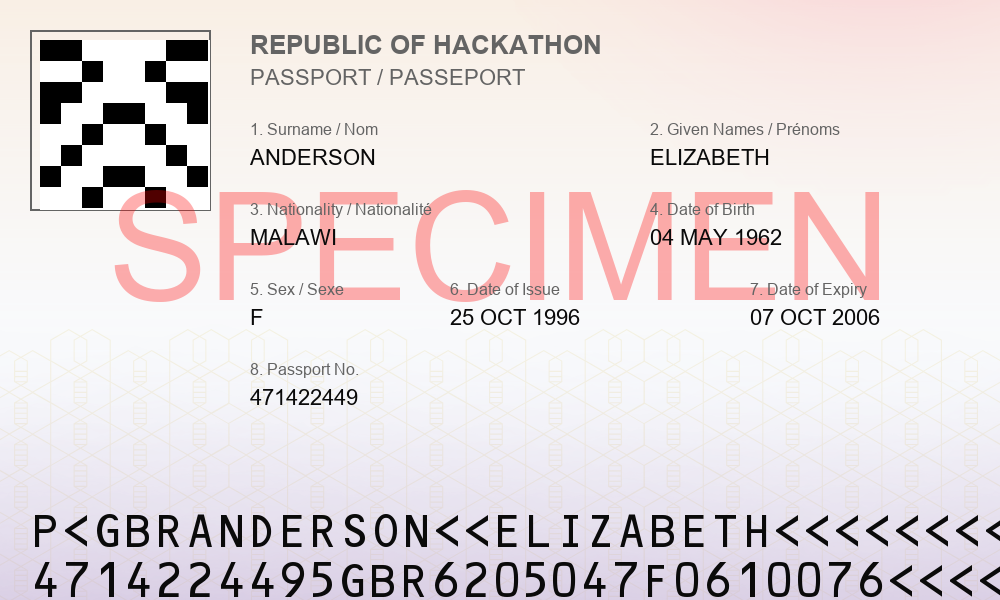 REPUBLIC OF HACKATHON
PASSPORT / PASSEPORT
1. Surname / Nom 2. Given Names / Prénoms
ANDERSON ELIZABETH
SPECIMEN
3. Nationality / Nationalité 4. Date of Birth
MALAWI 04 MAY 1962
5. Sex / Sexe 6. Date of Issue 7. Date of Expiry
F 25 OCT 1996 07 OCT 2006
8. Passport No.
471422449
P<GBRANDERSON<<ELIZABETH<<<<<<<<
4714224495GBR6205047F0610076<<<<